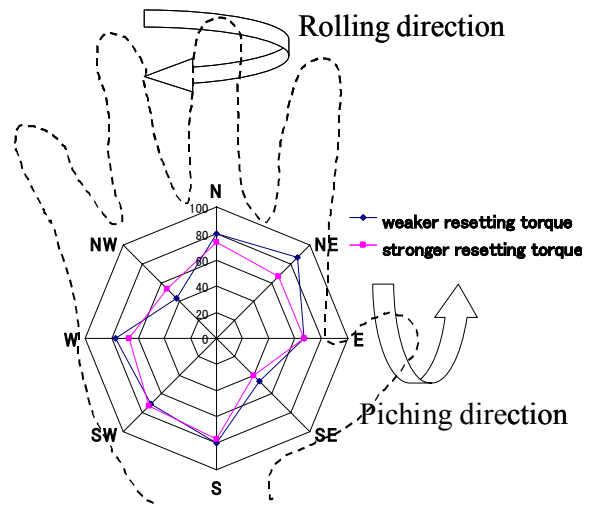 Rolling direction
N
100
NW
80
NE
weaker resetting torque
60
stronger resetting torque
40
20
W
0
E
Piching direction
SW
SE
S